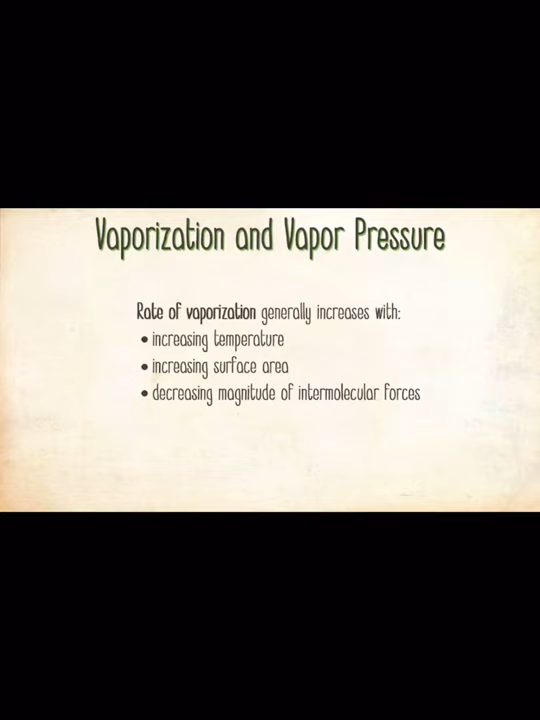 Vaporization and Vapor Pressure
Rate of vaporization generally increases with:
• increasing temperature
• increasing surface area
• decreasing magnitude of intermolecular forces